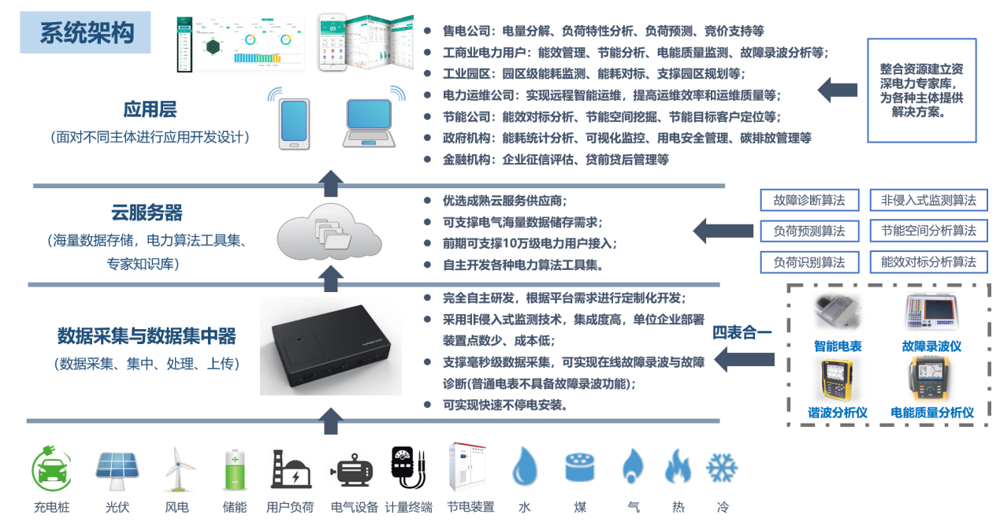 系统架构
应用层
（面对不同主体进行应用开发设计）
89
● 售电公司：电量分解、负荷特性分析、负荷预测、竞价支持等
● 工商业电力用户：能效管理、节能分析、电能质量监测、故障录波分析等；
● 工业园区：园区级能耗监测、能耗对标、支撑园区规划等；
● 电力运维公司：实现远程智能运维，提高运维效率和运维质量等；
● 节能公司：能效对标分析、节能空间挖掘、节能目标客户定位等；
● 政府机构：能耗统计分析、可视化监控、用电安全管理、碳排放管理等
● 金融机构：企业征信评估、贷前贷后管理等
整合资源建立资
深电力专家库，
为各种主体提供
解决方案。
云服务器
（海量数据存储，电力算法工具集、
专家知识库）
● 优选成熟云服务供应商；
● 可支撑电气海量数据储存需求；
● 前期可支撑10万级电力用户接入；
● 自主开发各种电力算法工具集。
故障诊断算法
非侵入式监测算法
负荷预测算法
节能空间分析算法
负荷识别算法
能效对标分析算法
数据采集与数据集中器
（数据采集、集中、处理、上传）
● 完全自主研发，根据平台需求进行定制化开发；
● 采用非侵入式监测技术，集成度高，单位企业部署
装置点数少、成本低；
● 支撑毫秒级数据采集，可实现在线故障录波与故障
诊断(普通电表不具备故障录波功能)；
● 可实现快速不停电安装。
四表合一
智能电表
故障录波仪
谐波分析仪
电能质量分析仪
充电桩
光伏
风电
储能
用户负荷
电气设备
计量终端
节电装置
水
煤
气
热
冷